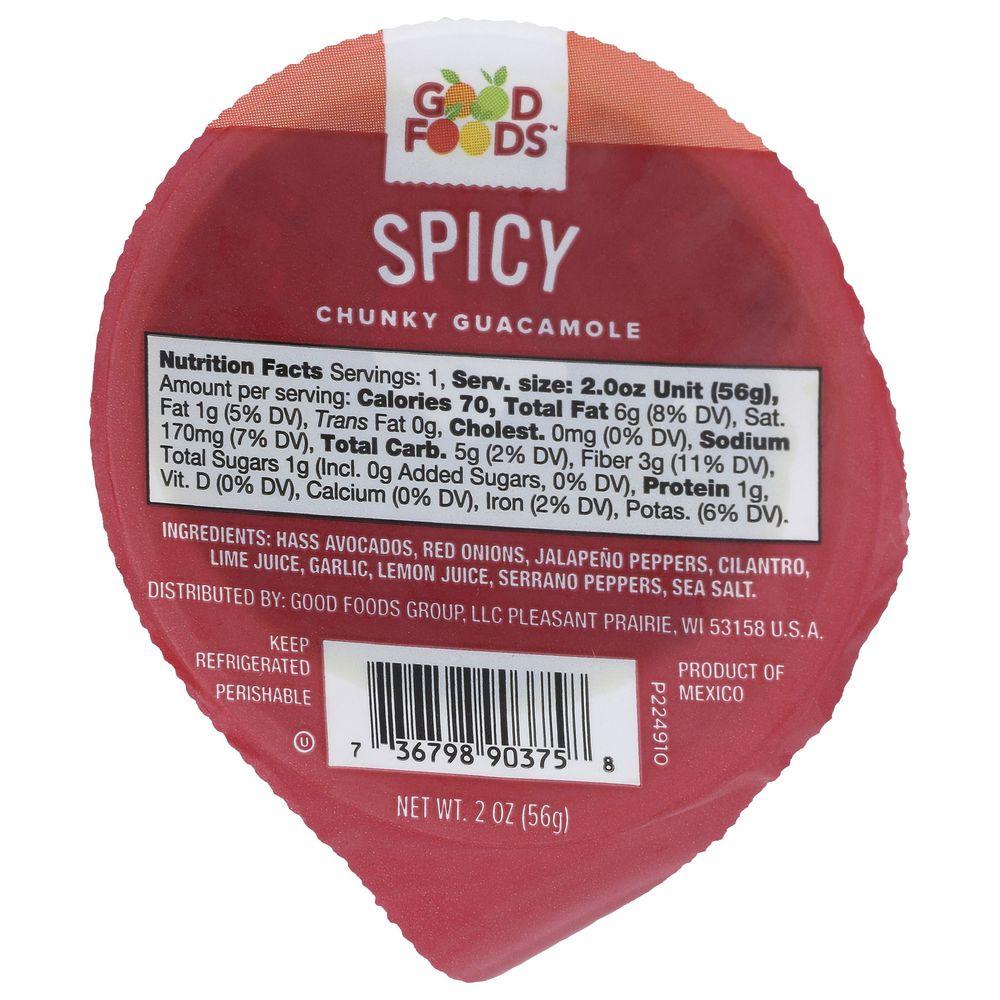 GOOD
FOODS™
SPICY
CHUNKY GUACAMOLE
Nutrition Facts Servings: 1, Serv. size: 2.0oz Unit (56g),
Amount per serving: Calories 70, Total Fat 6g (8% DV), Sat.
Fat 1g (5% DV), Trans Fat 0g, Cholest. 0mg (0% DV), Sodium
170mg (7% DV), Total Carb. 5g (2% DV), Fiber 3g (11% DV),
Total Sugars 1g (Incl. 0g Added Sugars, 0% DV), Protein 1g,
Vit. D (0% DV), Calcium (0% DV), Iron (2% DV), Potas. (6% DV).
INGREDIENTS: HASS AVOCADOS, RED ONIONS, JALAPEÑO PEPPERS, CILANTRO,
LIME JUICE, GARLIC, LEMON JUICE, SERRANO PEPPERS, SEA SALT.
DISTRIBUTED BY: GOOD FOODS GROUP, LLC PLEASANT PRAIRIE, WI 53158 U.S.A.
KEEP
REFRIGERATED
PERISHABLE
U
7 36798 90375 8
P224910
PRODUCT OF
MEXICO
NET WT. 2 OZ (56g)